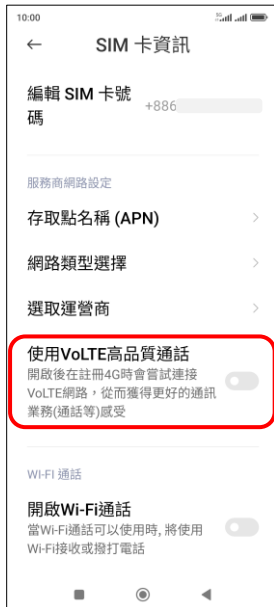 10:00
SIM 卡資訊
編輯 SIM 卡號
碼
+886
服務商網路設定
存取點名稱 (APN)
網路類型選擇
選取運營商
使用VoLTE高品質通話
開啟後在註冊4G時會嘗試連接
VoLTE網路，從而獲得更好的通訊
業務(通話等)感受
WI-FI 通話
開啟Wi-Fi通話
當Wi-Fi通話可以使用時, 將使用
Wi-Fi接收或撥打電話